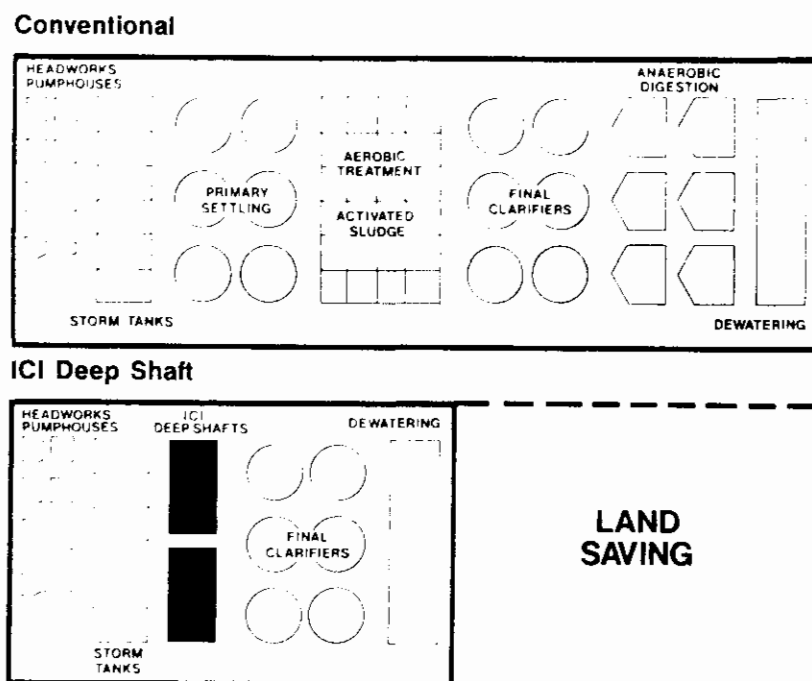 Conventional
HEADWORKS
PUMPHOUSES
ANAEROBIC
DIGESTION
AEROBIC
TREATMENT
PRIMARY
SETTLING
ACTIVATED
SLUDGE
FINAL
CLARIFIERS
STORM TANKS
DEWATERING
ICI Deep Shaft
HEADWORKS
PUMPHOUSES
ICI
DEEP SHAFTS
DEWATERING
FINAL
CLARIFIERS
STORM
TANKS
LAND
SAVING